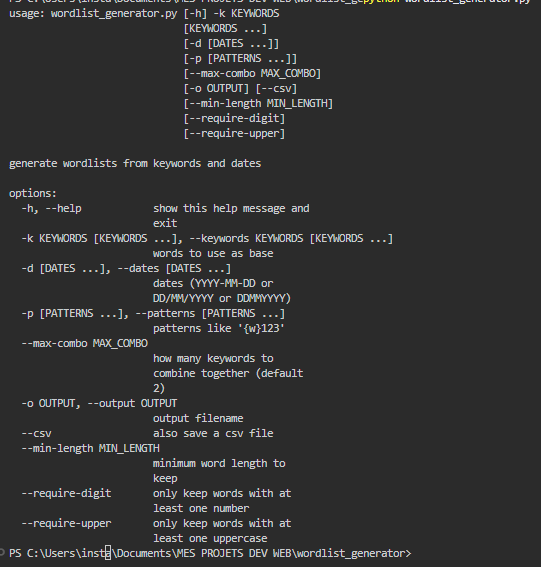 usage: wordlist_generator.py [-h] -k KEYWORDS
[KEYWORDS ...]
[-d [DATES ...]]
[-p [PATTERNS ...]]
[--max-combo MAX_COMBO]
[-o OUTPUT] [--csv]
[--min-length MIN_LENGTH]
[--require-digit]
[--require-upper]
generate wordlists from keywords and dates
options:
-h, --help show this help message and
exit
-k KEYWORDS [KEYWORDS ...], --keywords KEYWORDS [KEYWORDS ...]
words to use as base
-d [DATES ...], --dates [DATES ...]
dates (YYYY-MM-DD or
DD/MM/YYYY or DDMMYYYY)
-p [PATTERNS ...], --patterns [PATTERNS ...]
patterns like '{w}123'
--max-combo MAX_COMBO
how many keywords to
combine together (default
2)
-o OUTPUT, --output OUTPUT
output filename
--csv also save a csv file
--min-length MIN_LENGTH
minimum word length to
keep
--require-digit only keep words with at
least one number
--require-upper only keep words with at
least one uppercase
PS C:\Users\insta\Documents\MES PROJETS DEV WEB\wordlist_generator>